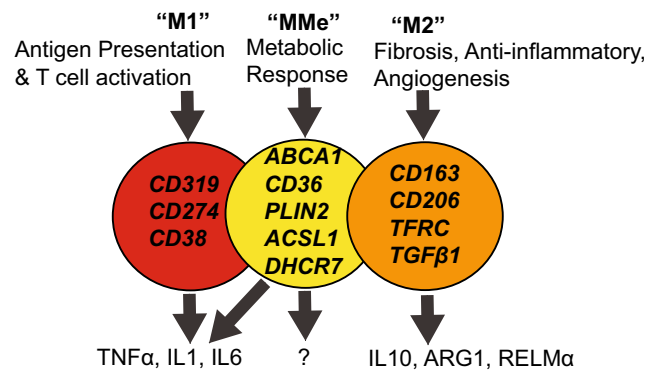 “M1”
Antigen Presentation
& T cell activation
“MMe”
Metabolic
Response
“M2”
Fibrosis, Anti-inflammatory,
Angiogenesis
CD319
CD274
CD38
ABCA1
CD36
PLIN2
ACSL1
DHCR7
CD163
CD206
TFRC
TGFβ1
TNFα, IL1, IL6
?
IL10, ARG1, RELMα